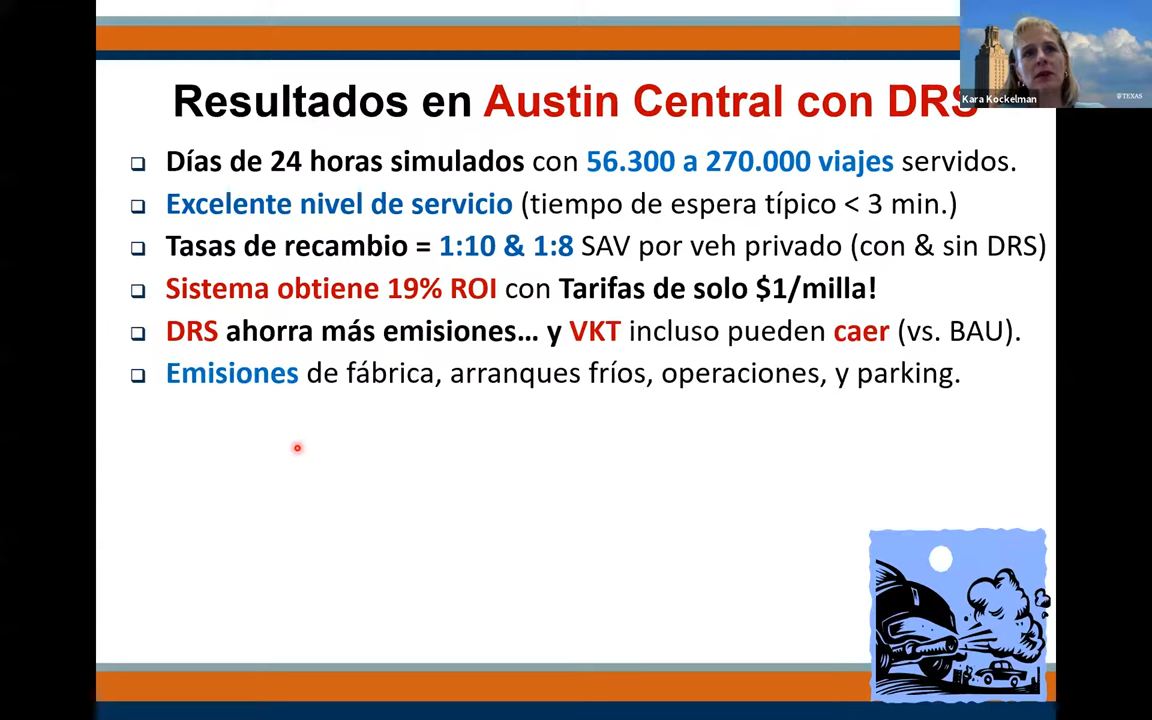 Resultados en Austin Central con DRS
Días de 24 horas simulados con 56.300 a 270.000 viajes servidos.
Excelente nivel de servicio (tiempo de espera típico < 3 min.)
Tasas de recambio = 1:10 & 1:8 SAV por veh privado (con & sin DRS)
Sistema obtiene 19% ROI con Tarifas de solo $1/milla!
DRS ahorra más emisiones... y VKT incluso pueden caer (vs. BAU).
Emisiones de fábrica, arranques fríos, operaciones, y parking.
Kara Kockelman
TEXAS